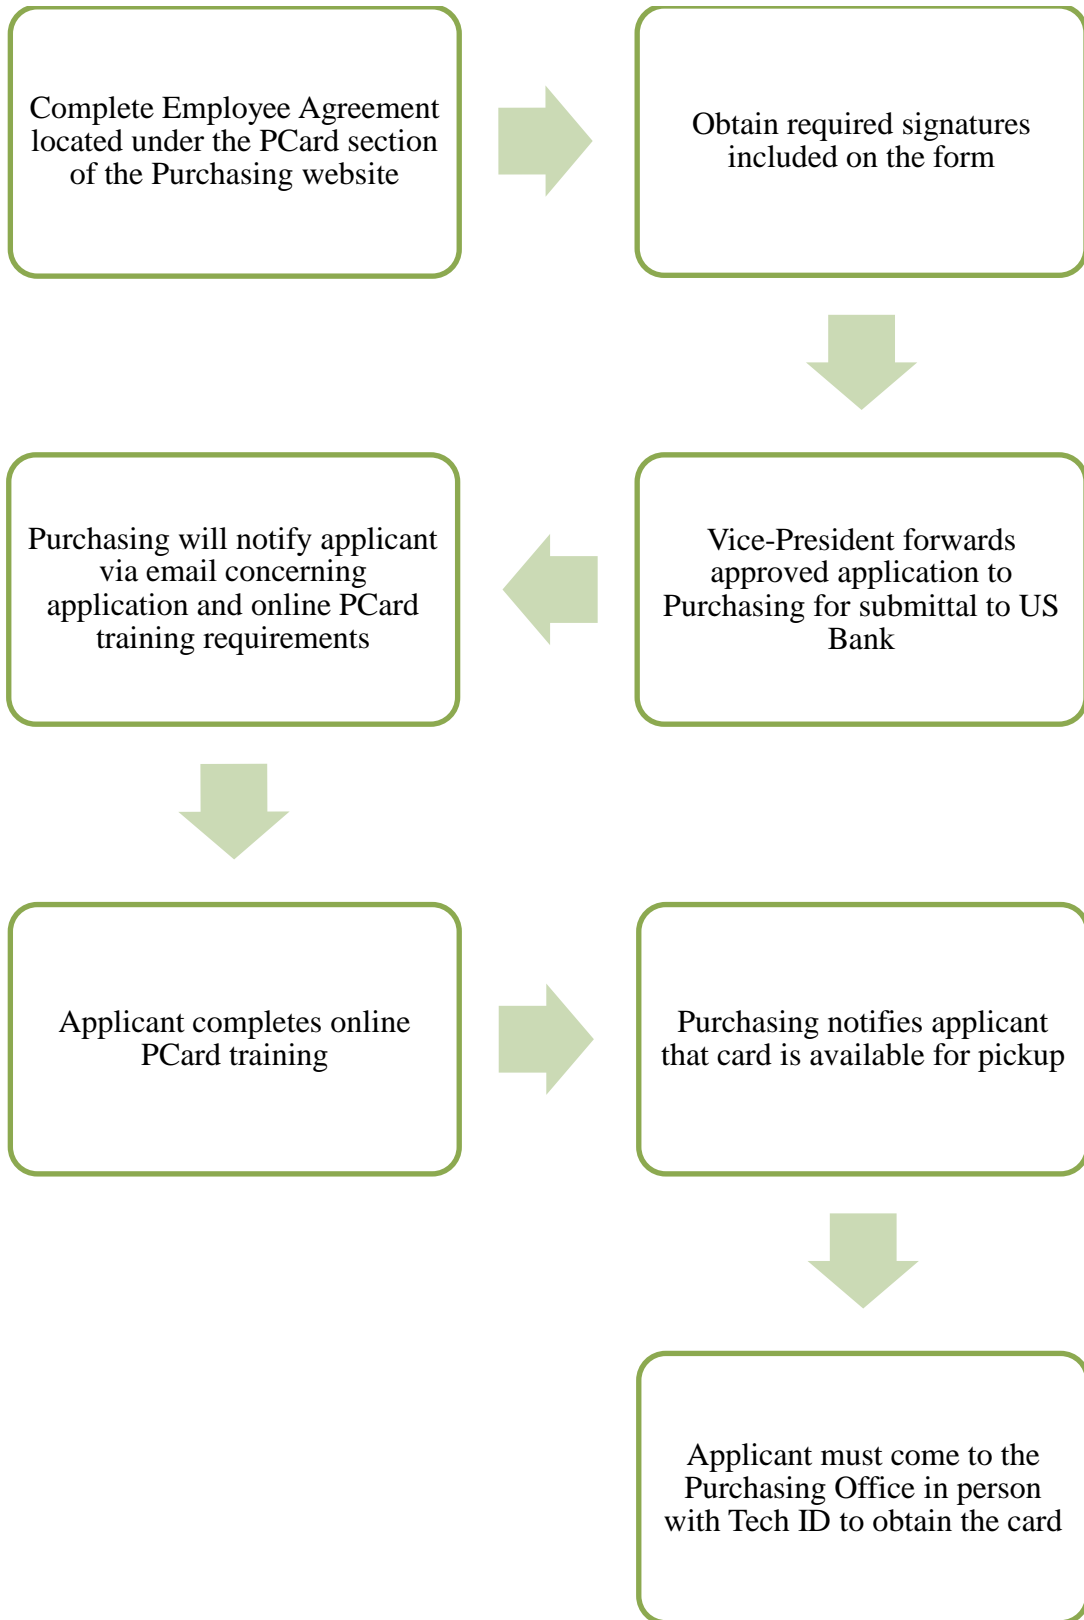 Complete Employee Agreement
located under the PCard section
of the Purchasing website
Obtain required signatures
included on the form
Vice-President forwards
approved application to
Purchasing for submittal to US
Bank
Purchasing will notify applicant
via email concerning
application and online PCard
training requirements
Applicant completes online
PCard training
Purchasing notifies applicant
that card is available for pickup
Applicant must come to the
Purchasing Office in person
with Tech ID to obtain the card